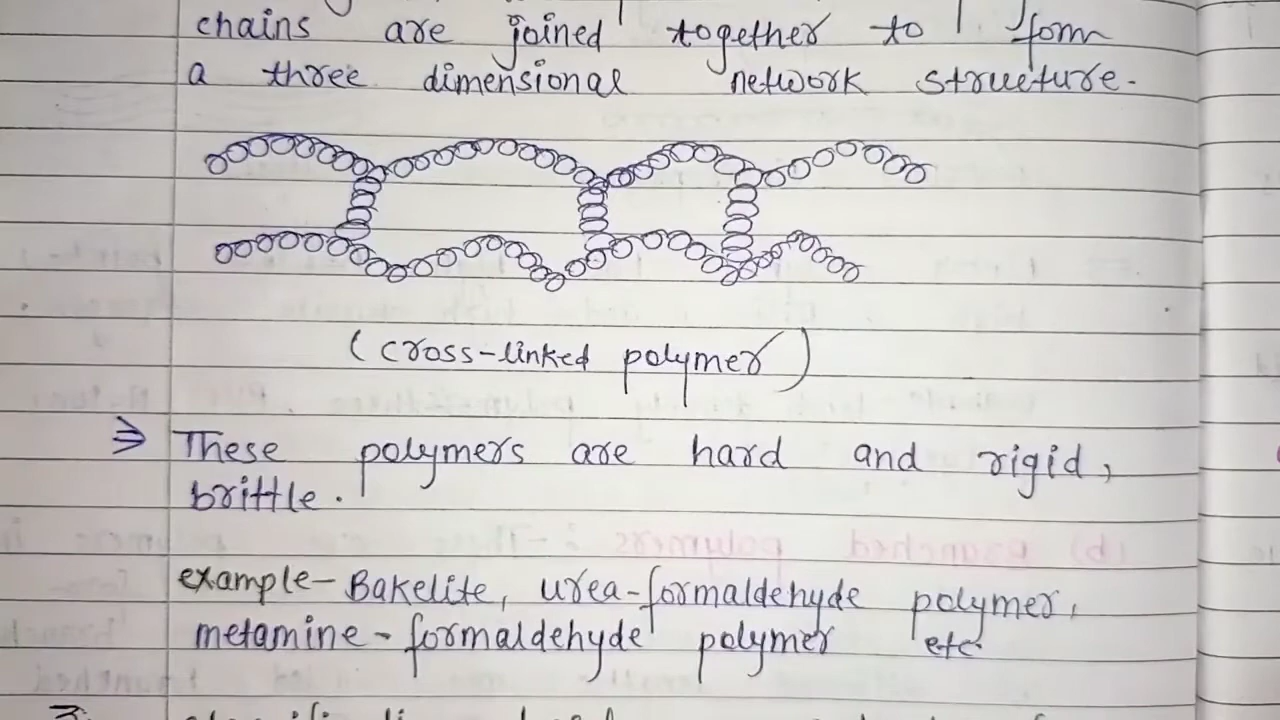 chains are joined together to form
a three dimensional network structure.
(cross-linked polymer)
⇒ These polymers are hard and rigid,
brittle.
example- Bakelite, urea-formaldehyde polymer,
metamine-formaldehyde polymer etc